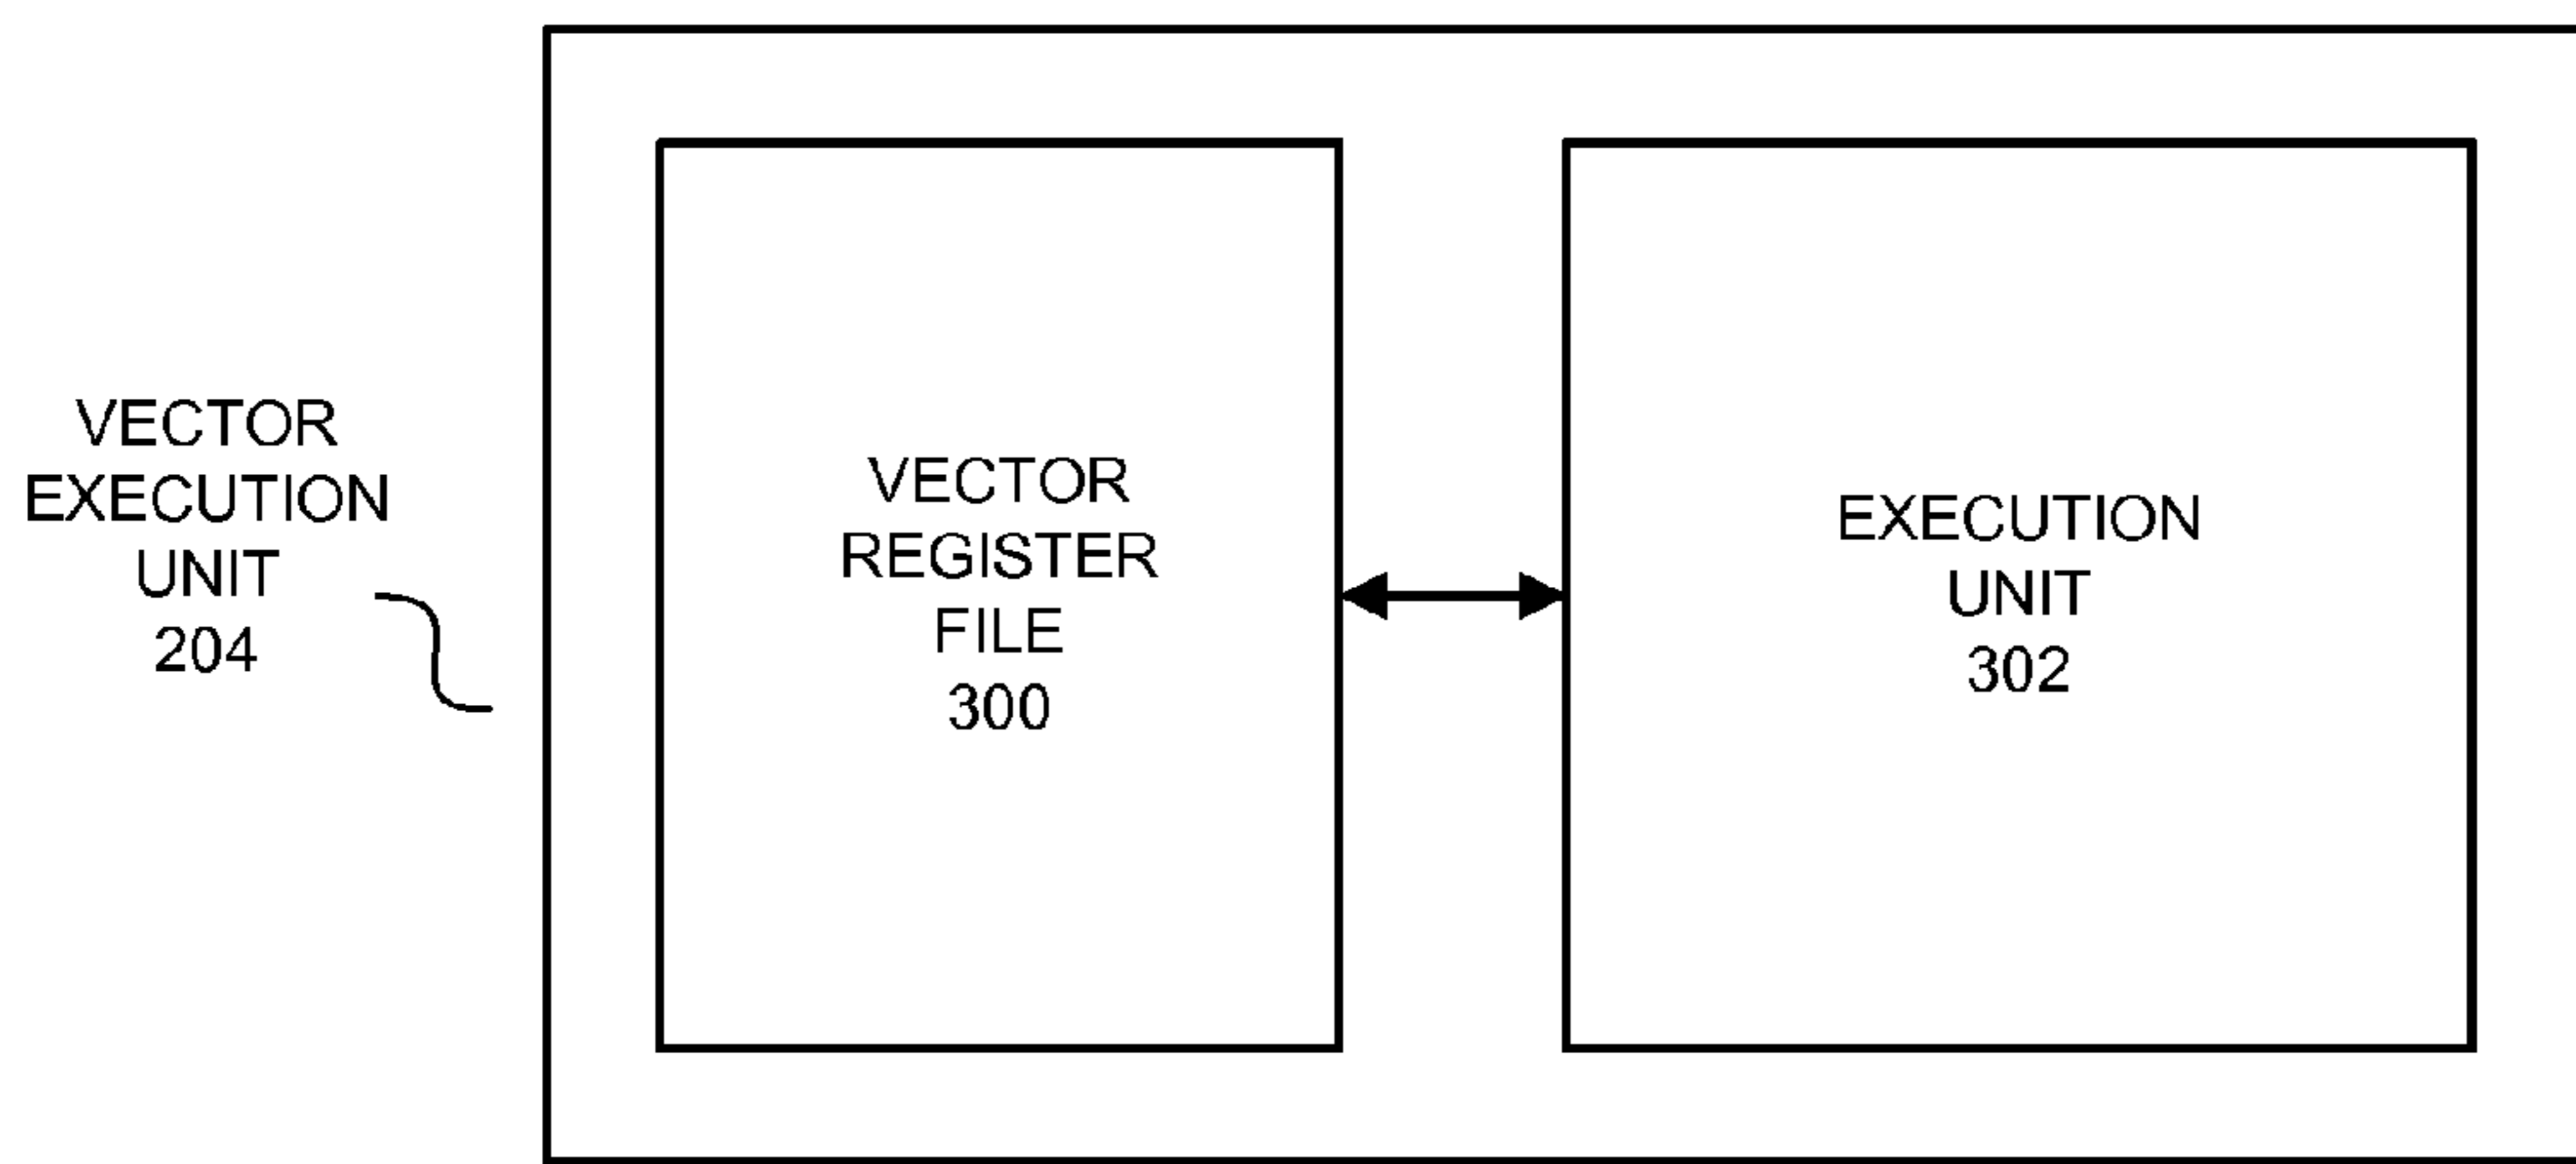 VECTOR
EXECUTION
UNIT
204
VECTOR
REGISTER
FILE
300
EXECUTION
UNIT
302